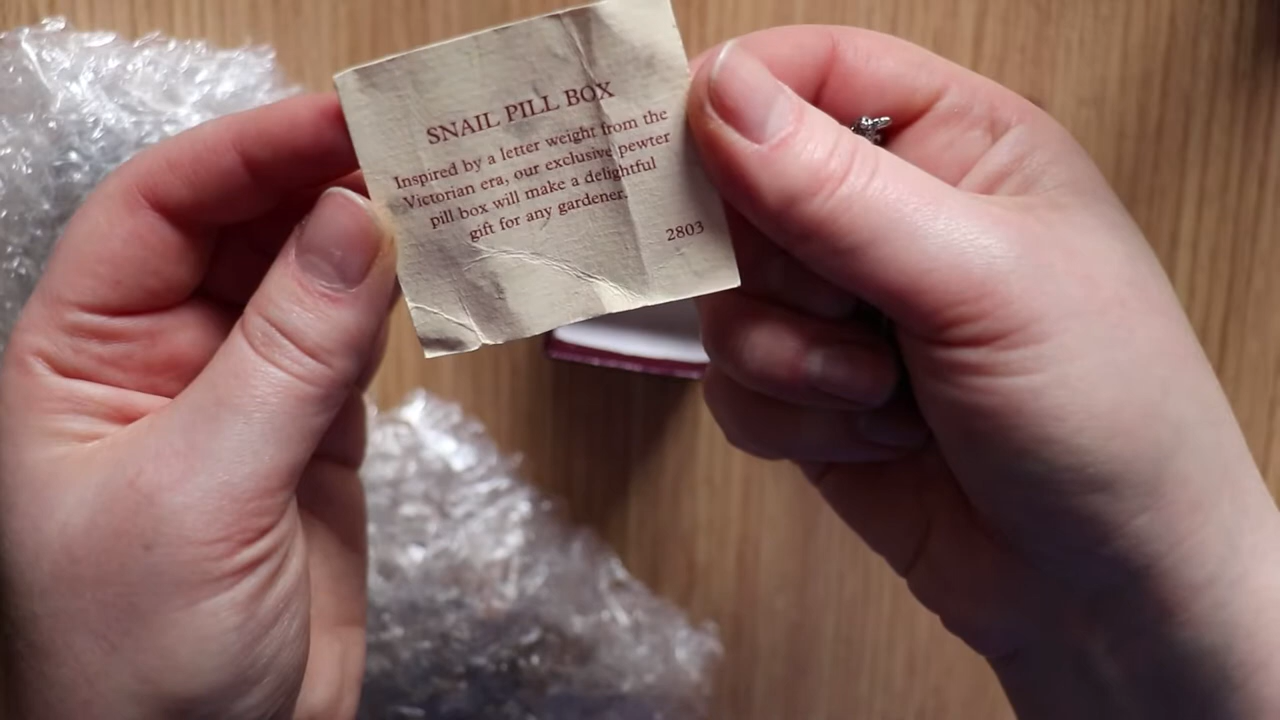 SNAIL PILL BOX
Inspired by a letter weight from the
Victorian era, our exclusive pewter
pill box will make a delightful
gift for any gardener.
2803